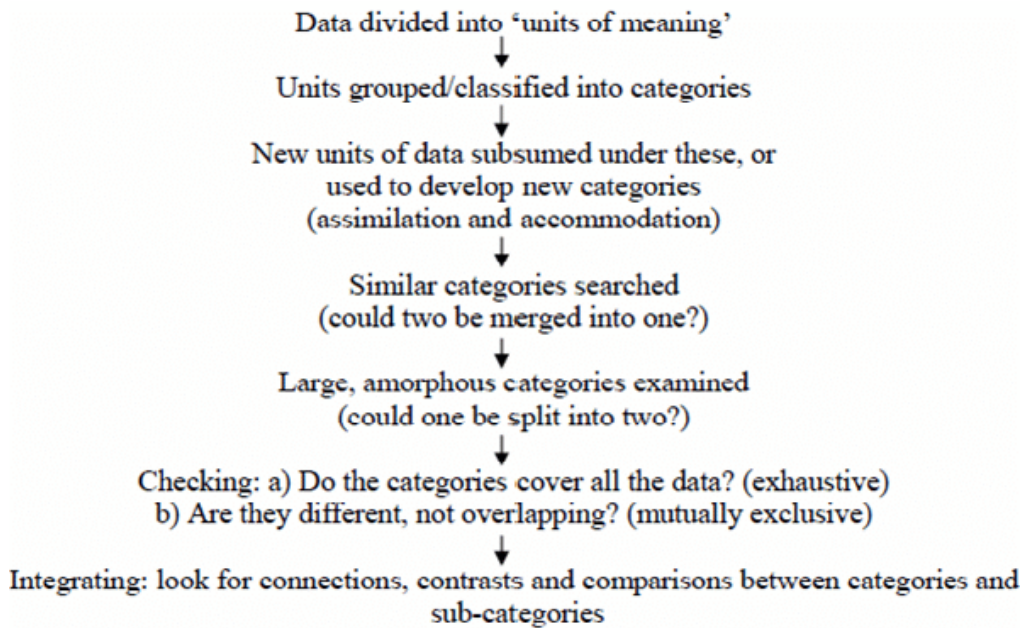 Data divided into ‘units of meaning’
Units grouped/classified into categories
New units of data subsumed under these, or
used to develop new categories
(assimilation and accommodation)
Similar categories searched
(could two be merged into one?)
Large, amorphous categories examined
(could one be split into two?)
Checking: a) Do the categories cover all the data? (exhaustive)
b) Are they different, not overlapping? (mutually exclusive)
Integrating: look for connections, contrasts and comparisons between categories and
sub-categories